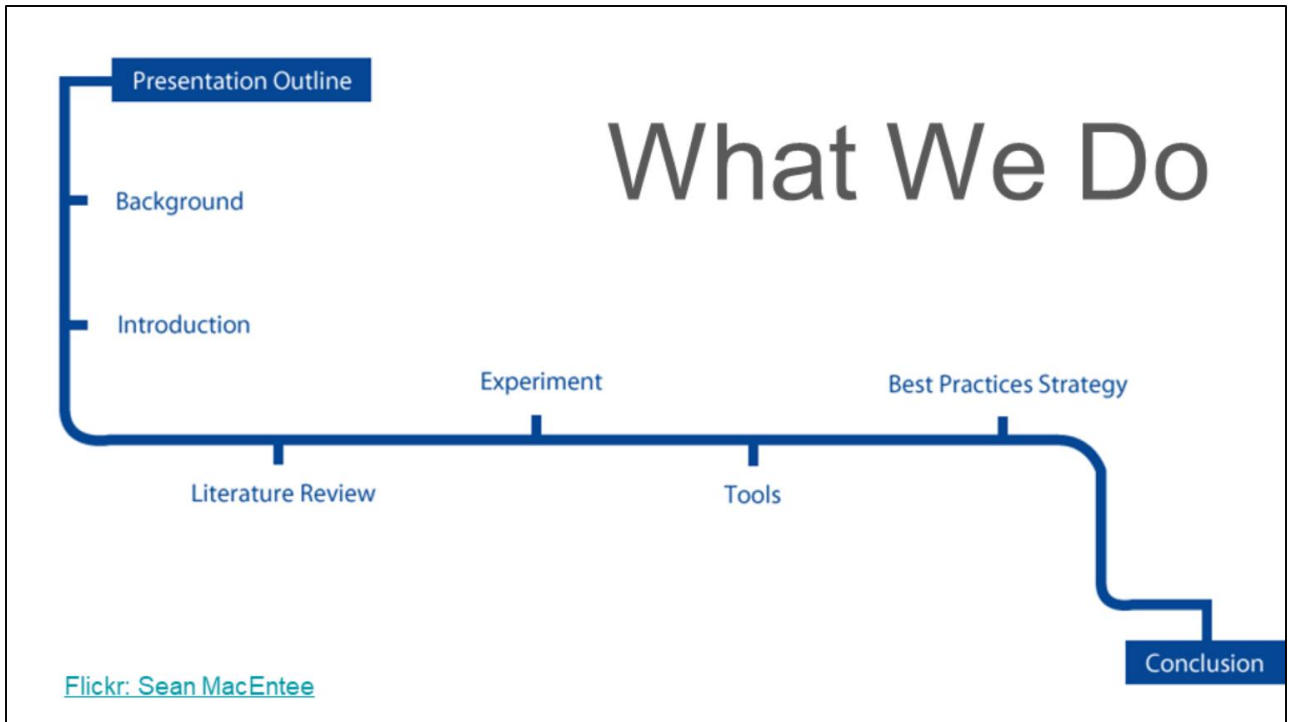 Presentation Outline
What We Do
Background
Introduction
Experiment
Best Practices Strategy
Literature Review
Tools
Conclusion
Flickr: Sean MacEntee